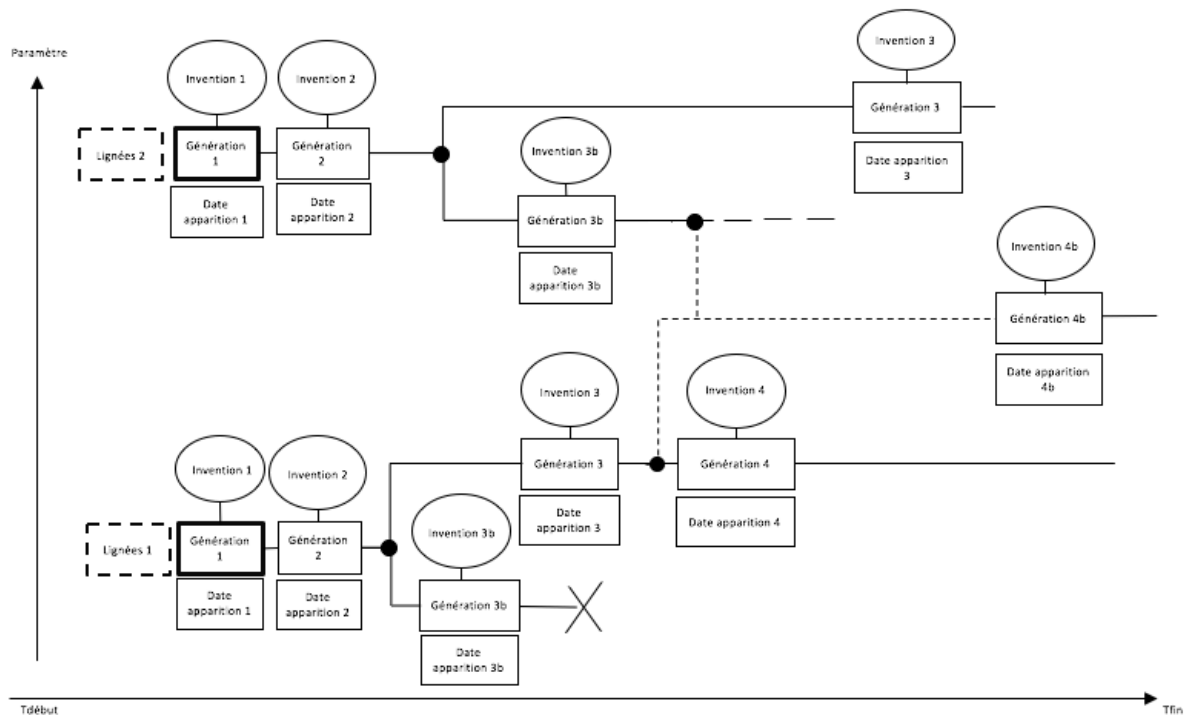 Paramètre
Invention 1
Invention 2
Invention 3
Lignées 2
Génération
1
Génération
2
Génération 3
Date
apparition 1
Date
apparition 2
Date apparition
3
Invention 3b
Génération 3b
Date
apparition 3b
Invention 4b
Génération 4b
Date apparition
4b
Invention 3
Invention 4
Génération 3
Génération 4
Date
apparition 3
Date apparition 4
Invention 1
Invention 2
Lignées 1
Génération
1
Génération
2
Date
apparition 1
Date
apparition 2
Invention 3b
Génération 3b
Date
apparition 3b
Tdébut
Tfin